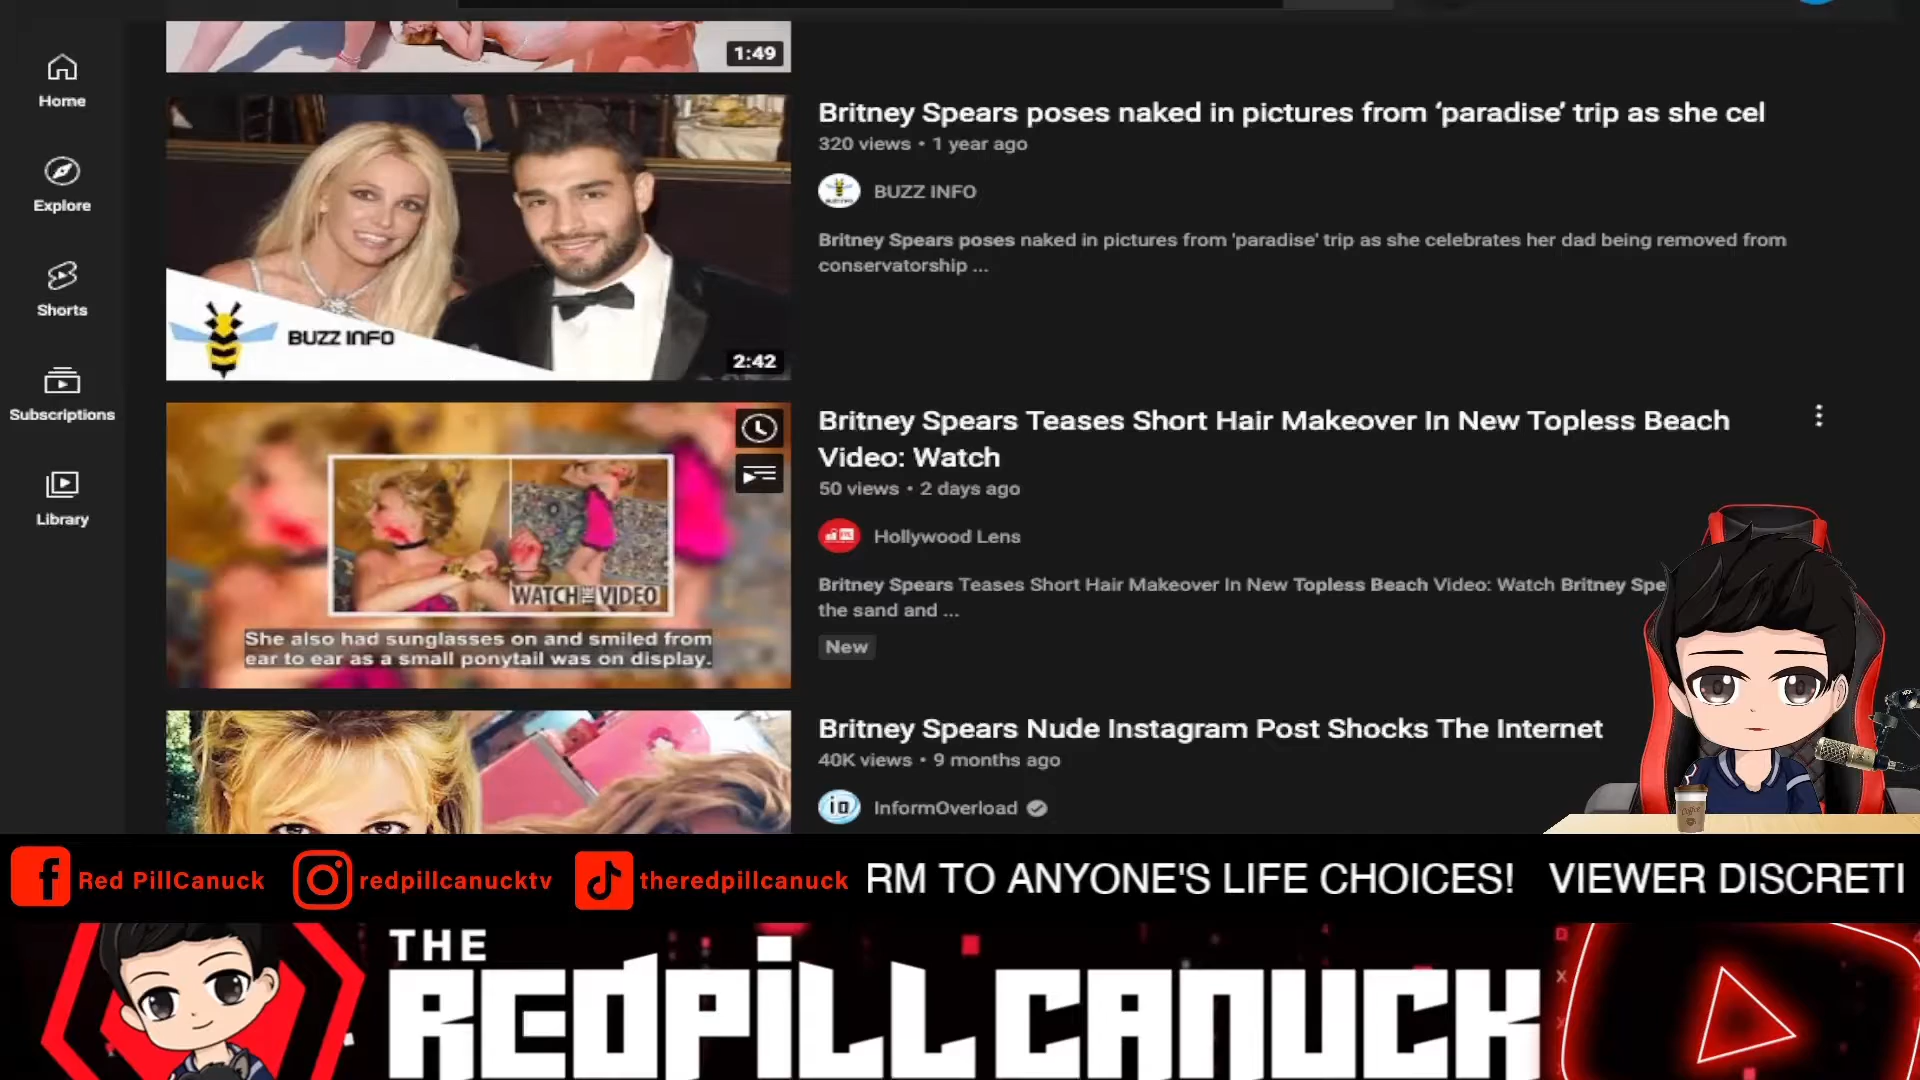 1:49
Home
Explore
Shorts
Subscriptions
Library
Britney Spears poses naked in pictures from ‘paradise’ trip as she cel
320 views • 1 year ago
BUZZ INFO
Britney Spears poses naked in pictures from 'paradise' trip as she celebrates her dad being removed from
conservatorship ...
BUZZ INFO
2:42
Britney Spears Teases Short Hair Makeover In New Topless Beach
Video: Watch
50 views • 2 days ago
Hollywood Lens
Britney Spears Teases Short Hair Makeover In New Topless Beach Video: Watch Britney Spe
the sand and ...
New
WATCH THE VIDEO
She also had sunglasses on and smiled from
ear to ear as a small ponytail was on display.
Britney Spears Nude Instagram Post Shocks The Internet
40K views • 9 months ago
io InformOverload
Red PillCanuck redpillcanucktv theredpillcanuck RM TO ANYONE'S LIFE CHOICES! VIEWER DISCRETI
THE
REDPILL CANUCK